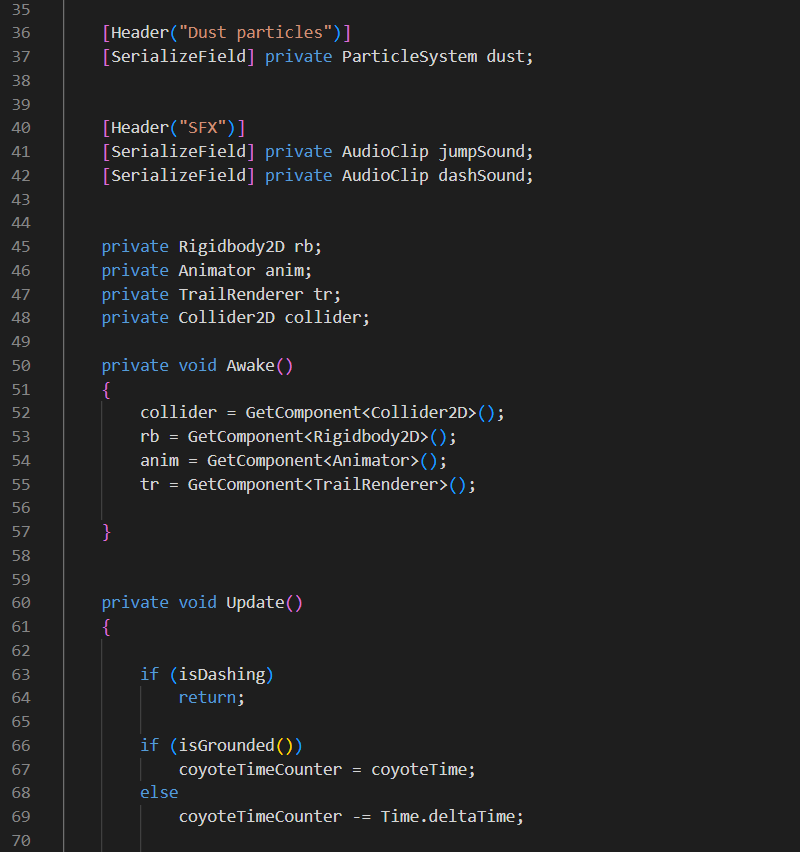 35
36 [Header("Dust particles")]
37 [SerializeField] private ParticleSystem dust;
38
39
40 [Header("SFX")]
41 [SerializeField] private AudioClip jumpSound;
42 [SerializeField] private AudioClip dashSound;
43
44
45 private Rigidbody2D rb;
46 private Animator anim;
47 private TrailRenderer tr;
48 private Collider2D collider;
49
50 private void Awake()
51 {
52 collider = GetComponent<Collider2D>();
53 rb = GetComponent<Rigidbody2D>();
54 anim = GetComponent<Animator>();
55 tr = GetComponent<TrailRenderer>();
56
57 }
58
59
60 private void Update()
61 {
62
63 if (isDashing)
64 return;
65
66 if (isGrounded())
67 coyoteTimeCounter = coyoteTime;
68 else
69 coyoteTimeCounter -= Time.deltaTime;
70